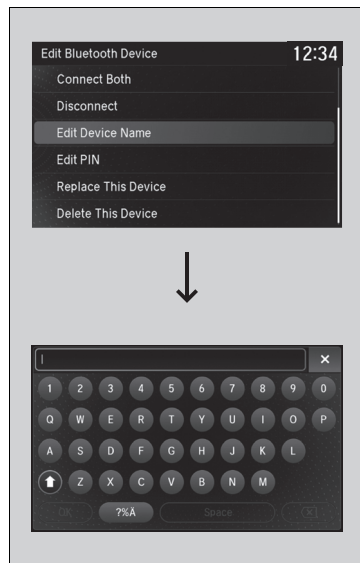 Edit Bluetooth Device 12:34
Connect Both
Disconnect
Edit Device Name
Edit PIN
Replace This Device
Delete This Device
1 2 3 4 5 6 7 8 9 0
Q W E R T Y U I O P
A S D F G H J K L
Z X C V B N M
OK ?%Ä Space